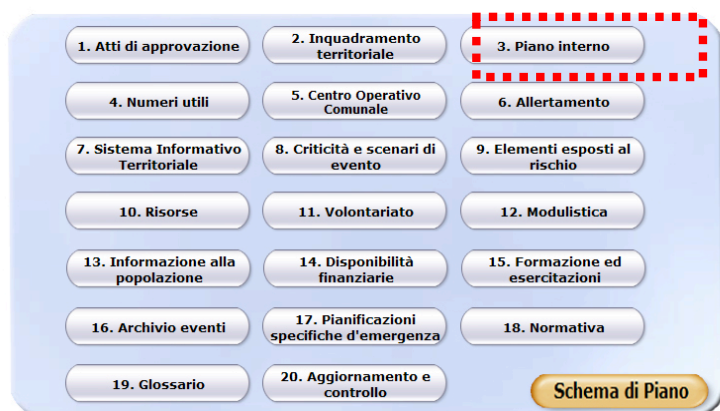 1. Atti di approvazione
2. Inquadramento
territoriale
3. Piano interno
4. Numeri utili
5. Centro Operativo
Comunale
6. Allertamento
7. Sistema Informativo
Territoriale
8. Criticità e scenari di
evento
9. Elementi esposti al
rischio
10. Risorse
11. Volontariato
12. Modulistica
13. Informazione alla
popolazione
14. Disponibilità
finanziarie
15. Formazione ed
esercitazioni
16. Archivio eventi
17. Pianificazioni
specifiche d'emergenza
18. Normativa
19. Glossario
20. Aggiornamento e
controllo
Schema di Piano